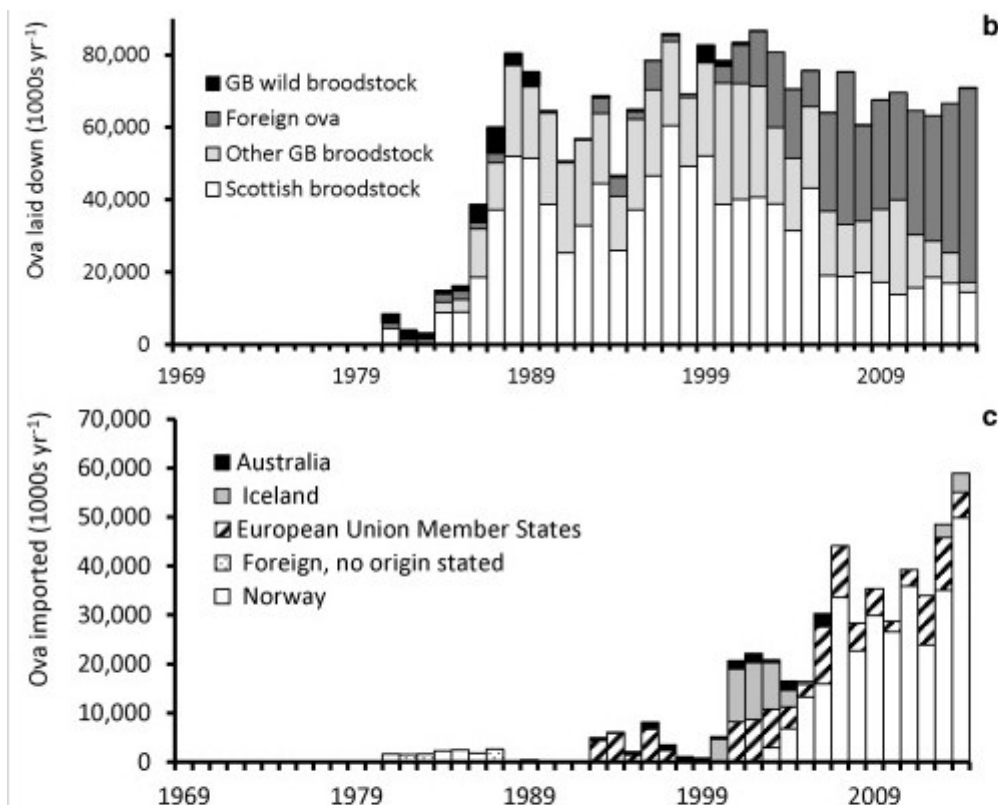 b
80,000
60,000
40,000
20,000
0
Ova laid down (1000s yr⁻¹)
GB wild broodstock
Foreign ova
Other GB broodstock
Scottish broodstock
1969 1979 1989 1999 2009
c
70,000
60,000
50,000
40,000
30,000
20,000
10,000
0
Ova imported (1000s yr⁻¹)
Australia
Iceland
European Union Member States
Foreign, no origin stated
Norway
1969 1979 1989 1999 2009